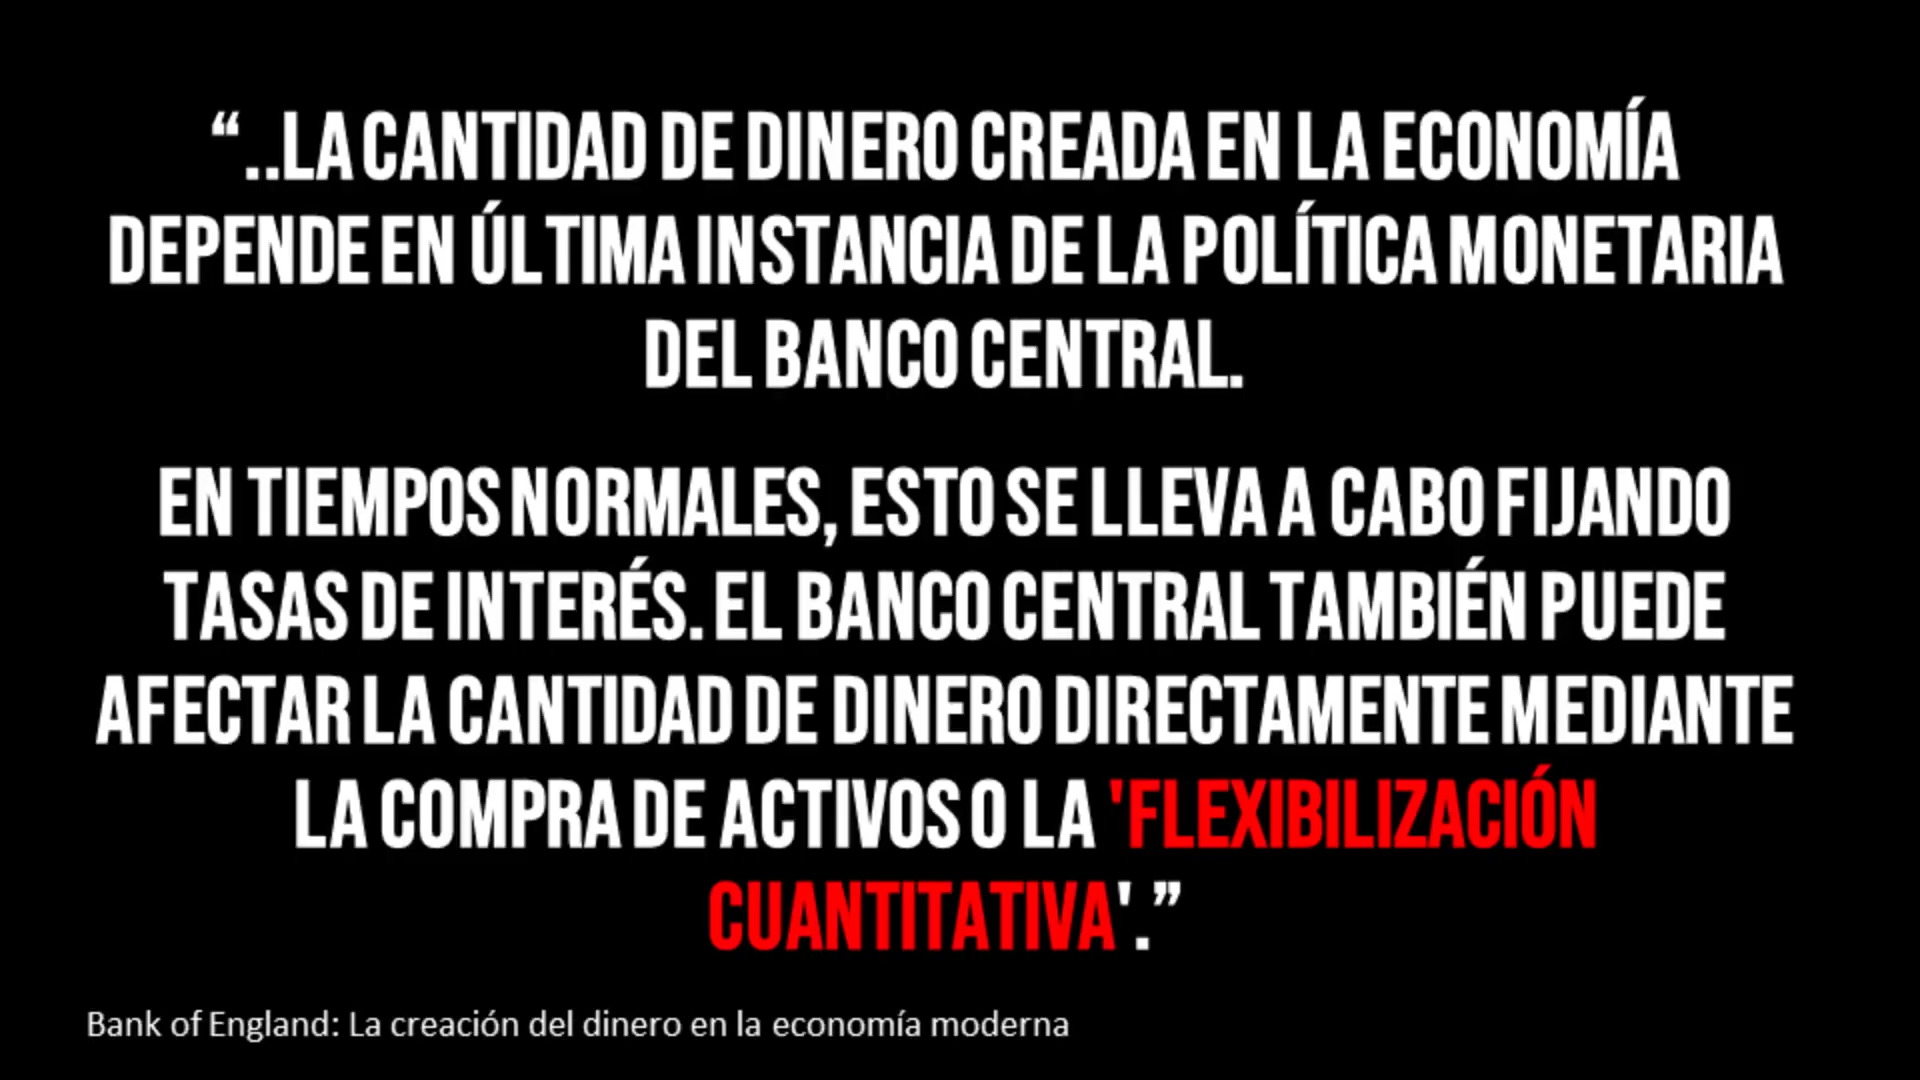 “..LA CANTIDAD DE DINERO CREADA EN LA ECONOMÍA
DEPENDE EN ÚLTIMA INSTANCIA DE LA POLÍTICA MONETARIA
DEL BANCO CENTRAL.
EN TIEMPOS NORMALES, ESTO SE LLEVA A CABO FIJANDO
TASAS DE INTERÉS. EL BANCO CENTRAL TAMBIÉN PUEDE
AFECTAR LA CANTIDAD DE DINERO DIRECTAMENTE MEDIANTE
LA COMPRA DE ACTIVOS O LA 'FLEXIBILIZACIÓN
CUANTITATIVA'.”
Bank of England: La creación del dinero en la economía moderna